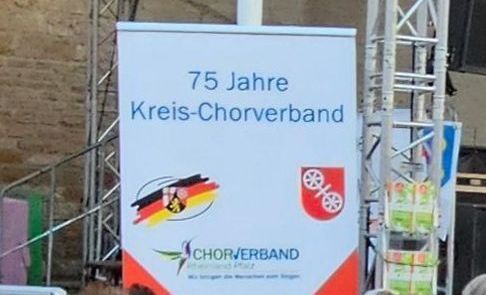 75 Jahre
Kreis-Chorverband
CHORVERBAND
Rheinland-Pfalz
Wir bringen die Menschen zum Singen